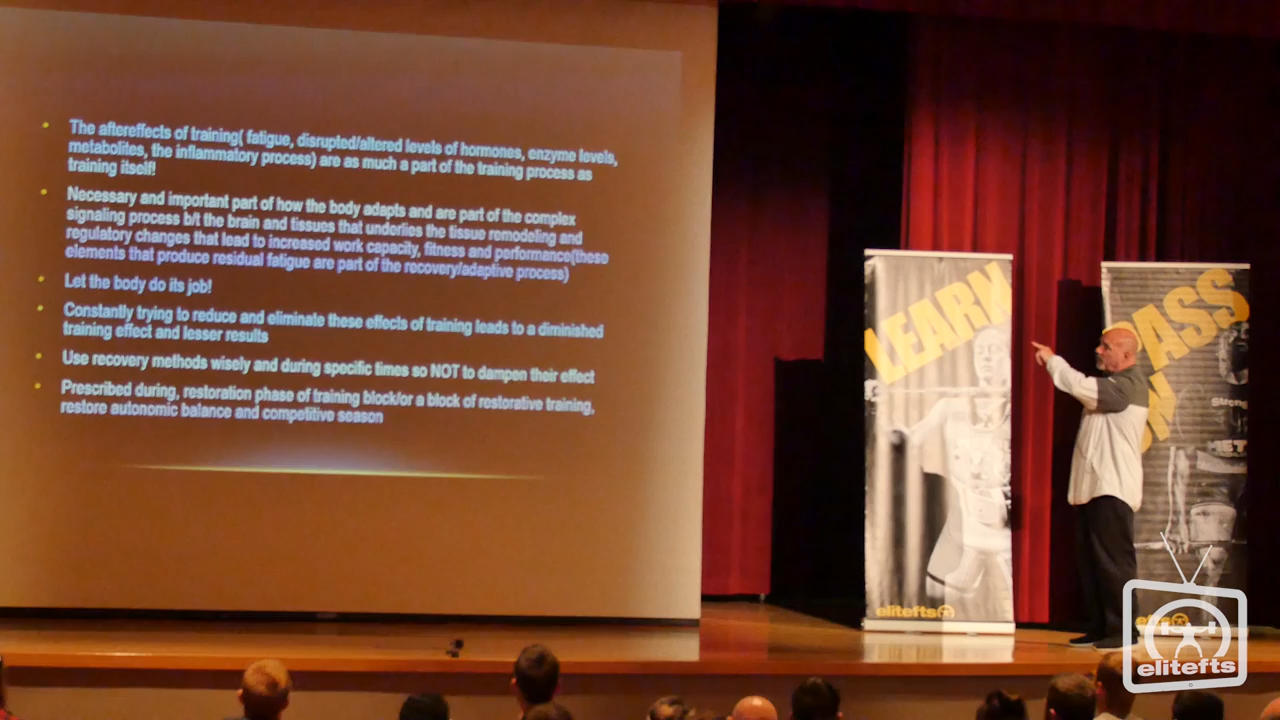 The aftereffects of training( fatigue, disrupted/altered levels of hormones, enzyme levels,
metabolites, the inflammatory process) are as much a part of the training process as
training itself!
Necessary and important part of how the body adapts and are part of the complex
signaling process b/t the brain and tissues that underlies the tissue remodeling and
regulatory changes that lead to increased work capacity, fitness and performance(these
elements that produce residual fatigue are part of the recovery/adaptive process)
Let the body do its job!
Constantly trying to reduce and eliminate these effects of training leads to a diminished
training effect and lesser results
Use recovery methods wisely and during specific times so NOT to dampen their effect
Prescribed during, restoration phase of training block/or a block of restorative training,
restore autonomic balance and competitive season
LEARN
elitefts
PASS
elitefts